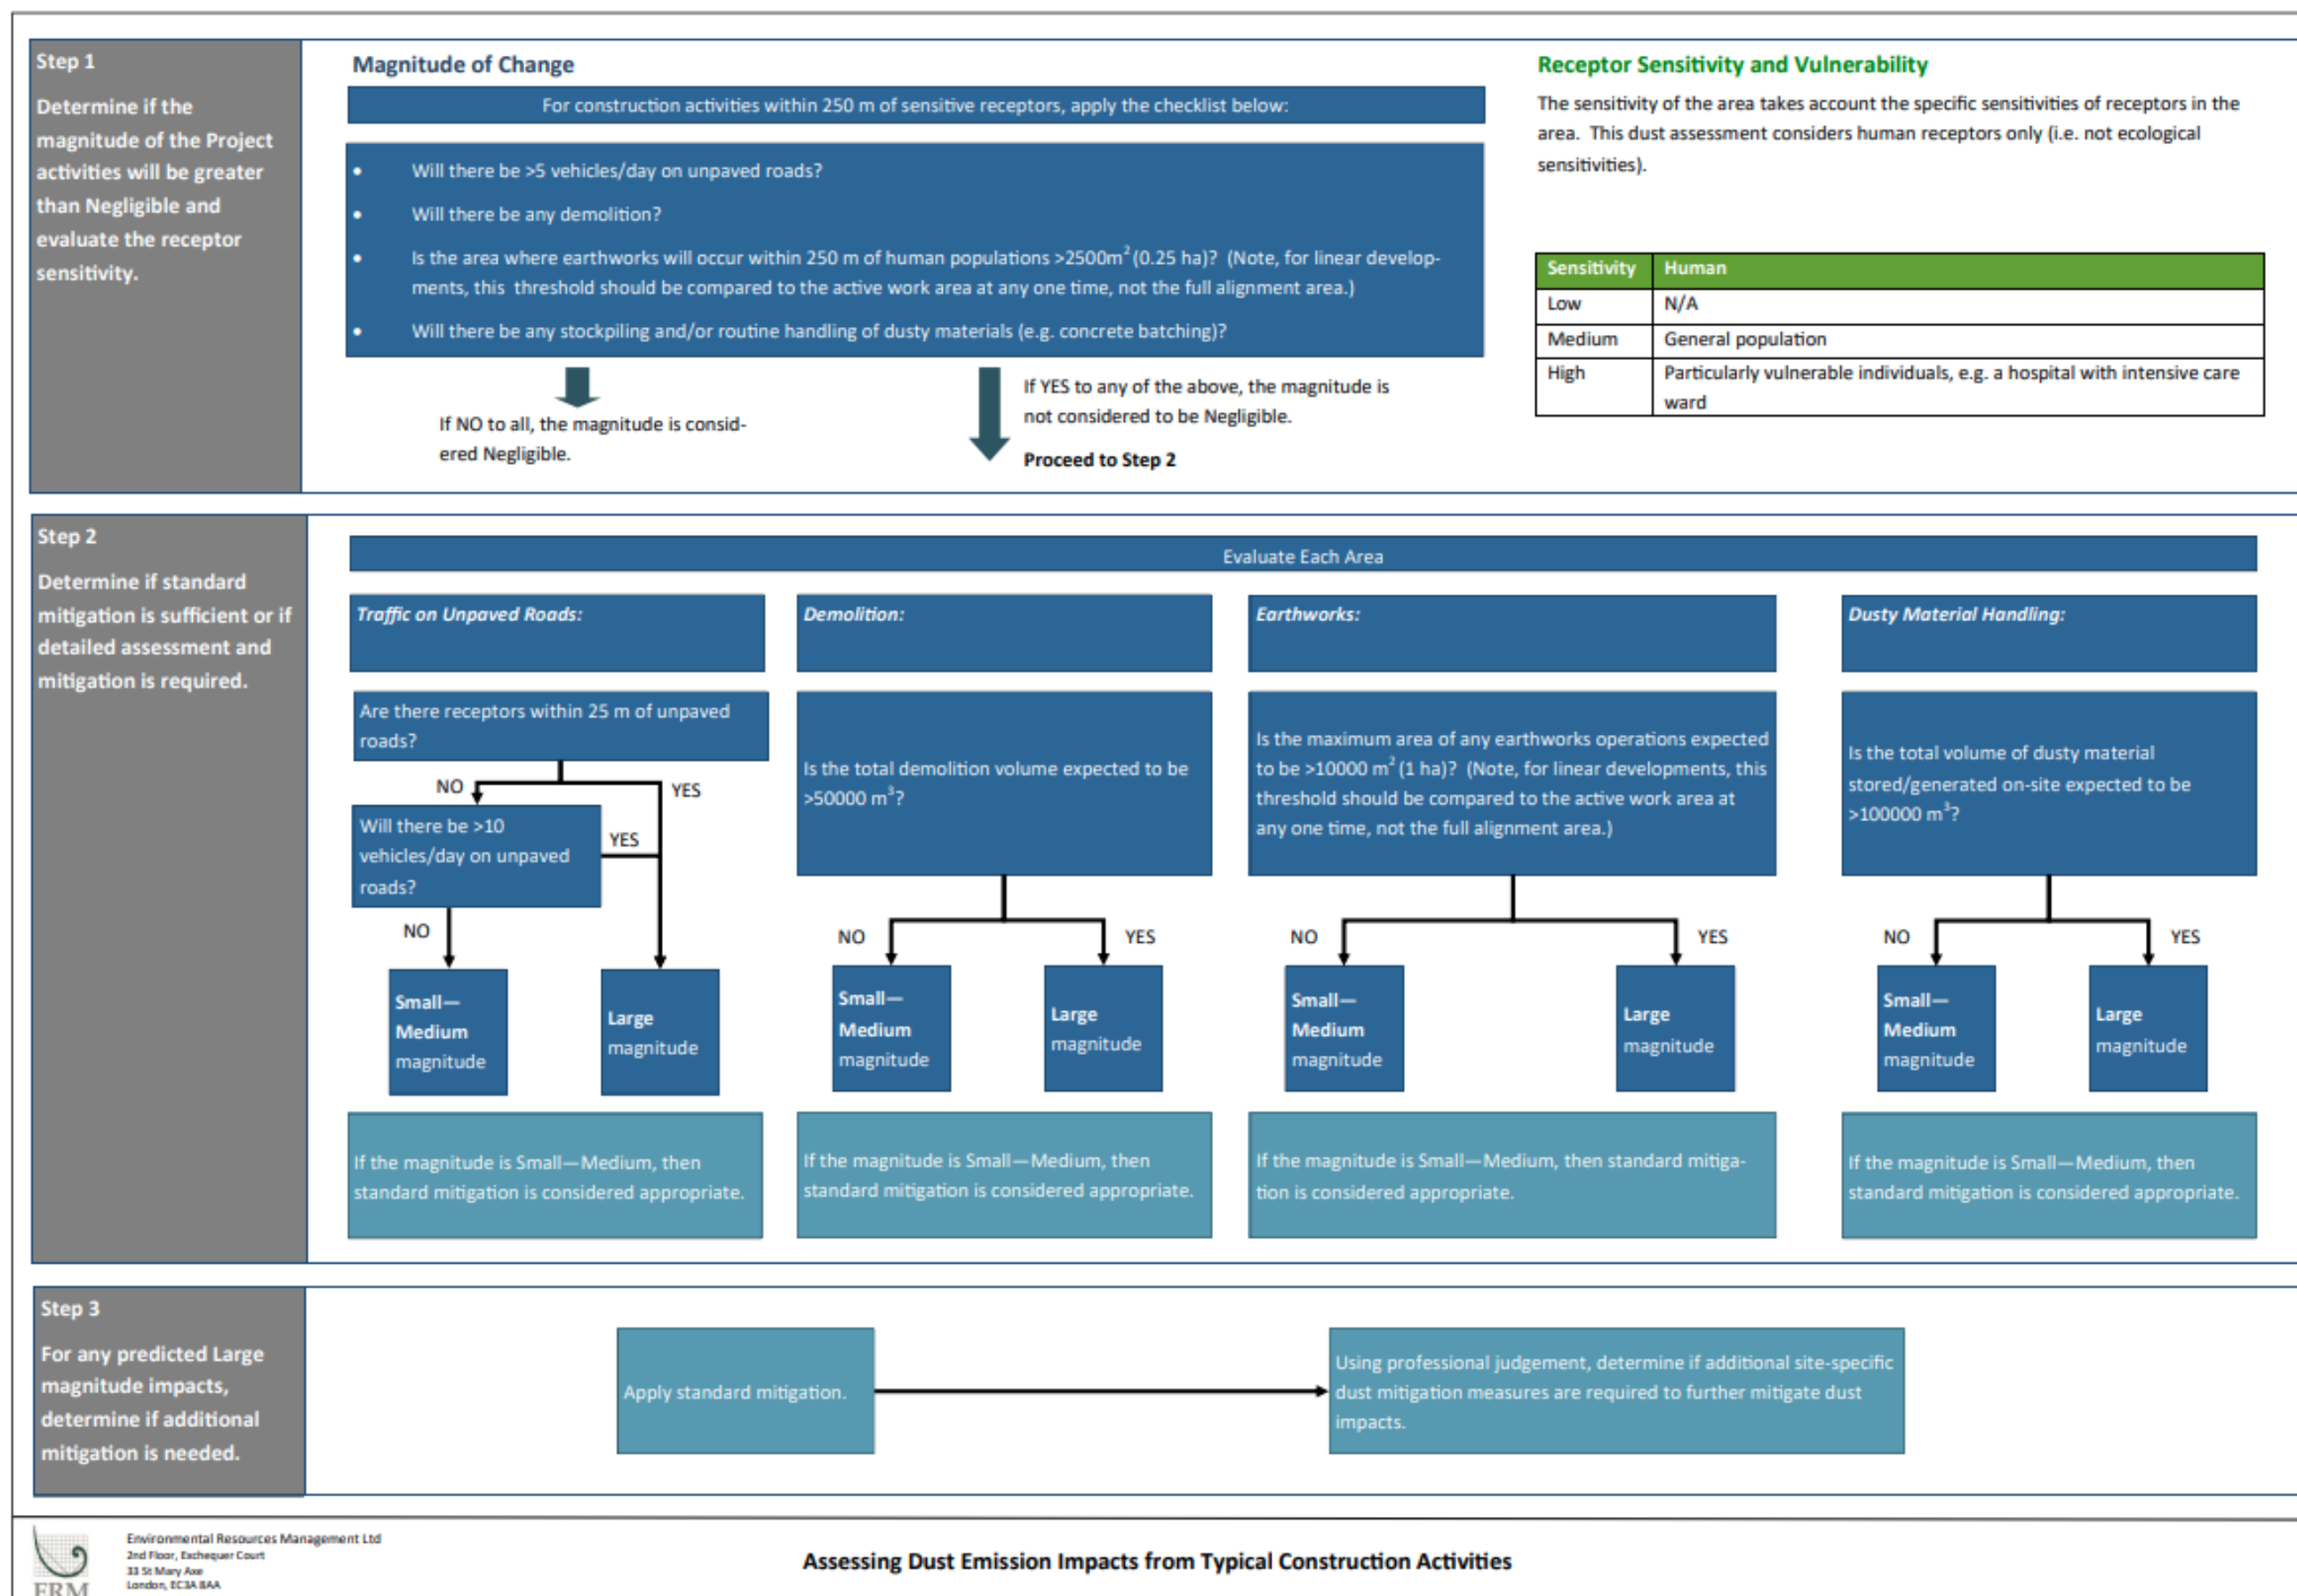 Step 1
Determine if the
magnitude of the Project
activities will be greater
than Negligible and
evaluate the receptor
sensitivity.
Magnitude of Change
For construction activities within 250 m of sensitive receptors, apply the checklist below:
• Will there be >5 vehicles/day on unpaved roads?
• Will there be any demolition?
• Is the area where earthworks will occur within 250 m of human populations >2500m² (0.25 ha)? (Note, for linear develop-
ments, this threshold should be compared to the active work area at any one time, not the full alignment area.)
• Will there be any stockpiling and/or routine handling of dusty materials (e.g. concrete batching)?
If NO to all, the magnitude is consid-
ered Negligible.
If YES to any of the above, the magnitude is
not considered to be Negligible.
Proceed to Step 2
Receptor Sensitivity and Vulnerability
The sensitivity of the area takes account the specific sensitivities of receptors in the
area. This dust assessment considers human receptors only (i.e. not ecological
sensitivities).
Sensitivity Human
Low N/A
Medium General population
High Particularly vulnerable individuals, e.g. a hospital with intensive care
ward
Step 2
Determine if standard
mitigation is sufficient or if
detailed assessment and
mitigation is required.
Evaluate Each Area
Traffic on Unpaved Roads:
Are there receptors within 25 m of unpaved
roads?
NO
YES
Will there be >10
vehicles/day on unpaved
roads?
YES
NO
Small—
Medium
magnitude
Large
magnitude
If the magnitude is Small—Medium, then
standard mitigation is considered appropriate.
Demolition:
Is the total demolition volume expected to be
>50000 m³?
NO
YES
Small—
Medium
magnitude
Large
magnitude
If the magnitude is Small—Medium, then
standard mitigation is considered appropriate.
Earthworks:
Is the maximum area of any earthworks operations expected
to be >10000 m² (1 ha)? (Note, for linear developments, this
threshold should be compared to the active work area at
any one time, not the full alignment area.)
NO
YES
Small—
Medium
magnitude
Large
magnitude
If the magnitude is Small—Medium, then standard mitiga-
tion is considered appropriate.
Dusty Material Handling:
Is the total volume of dusty material
stored/generated on-site expected to be
>100000 m³?
NO
YES
Small—
Medium
magnitude
Large
magnitude
If the magnitude is Small—Medium, then
standard mitigation is considered appropriate.
Step 3
For any predicted Large
magnitude impacts,
determine if additional
mitigation is needed.
Apply standard mitigation.
Using professional judgement, determine if additional site-specific
dust mitigation measures are required to further mitigate dust
impacts.
ERM
Environmental Resources Management Ltd
2nd Floor, Exchequer Court
33 St Mary Axe
London, EC3A 8AA
Assessing Dust Emission Impacts from Typical Construction Activities